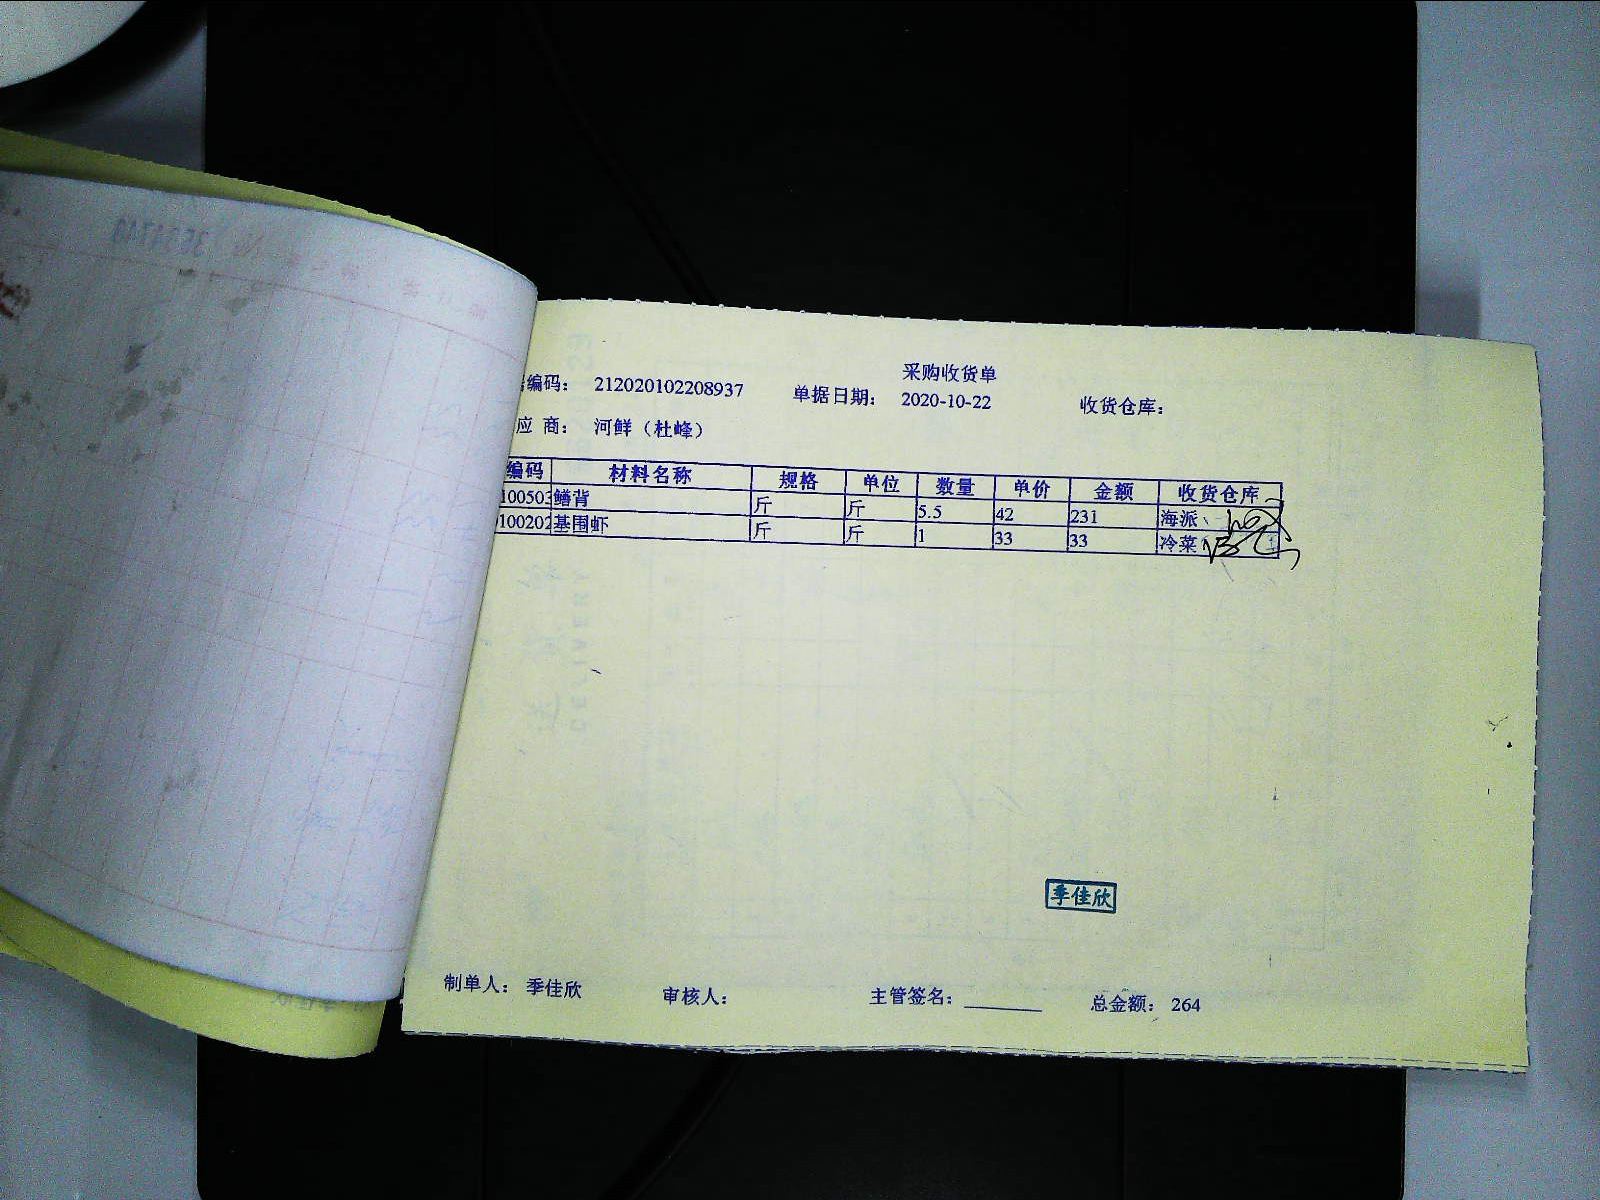 采购收货单
编码： 212020102208937 单据日期： 2020-10-22 收货仓库：
应 商： 河鲜（杜峰）
编码 材料名称 规格 单位 数量 单价 金额 收货仓库
100503 鳝背 斤 斤 5.5 42 231 海派
100202 基围虾 斤 斤 1 33 33 冷菜
季佳欣
制单人： 季佳欣 审核人： 主管签名： 总金额： 264